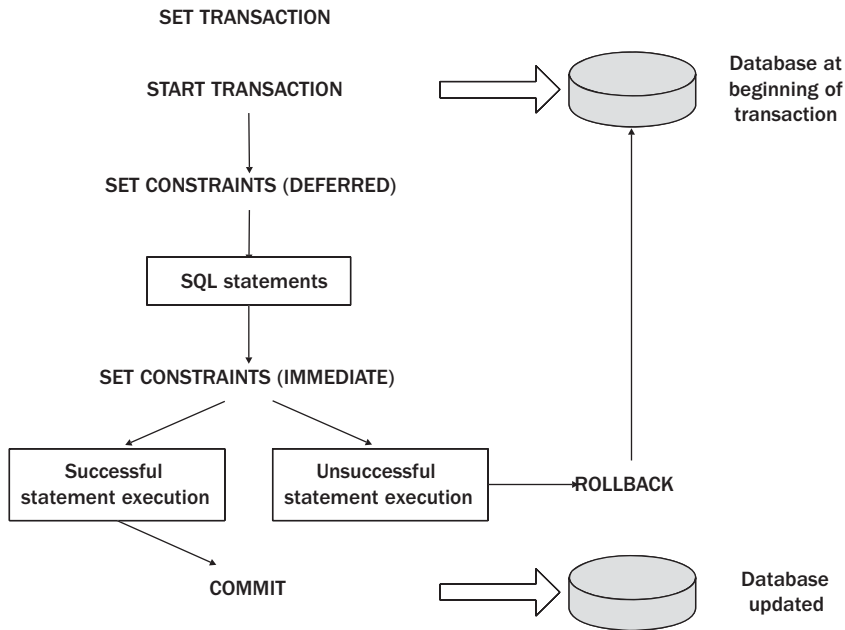 SET TRANSACTION
START TRANSACTION
Database at
beginning of
transaction
SET CONSTRAINTS (DEFERRED)
SQL statements
SET CONSTRAINTS (IMMEDIATE)
Successful
statement execution
Unsuccessful
statement execution
ROLLBACK
COMMIT
Database
updated